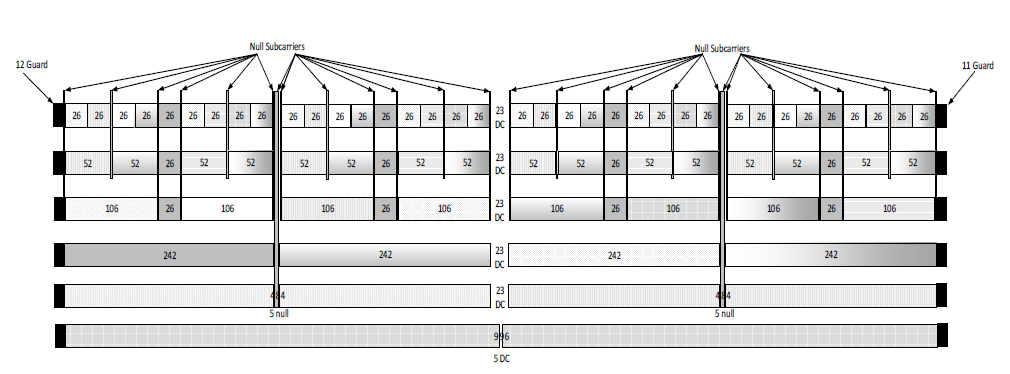 Null Subcarriers Null Subcarriers
12 Guard 11 Guard
26 26 26 26 26 26 26 26 26 26 26 26 26 26 26 26 26 26 23 DC 26 26 26 26 26 26 26 26 26 26 26 26 26 26 26 26 26 26
52 52 26 52 52 52 52 26 52 52 23 DC 52 52 26 52 52 52 52 26 52 52
106 26 106 106 26 106 23 DC 106 26 106 106 26 106
242 242 23 DC 242 242
484 23 DC 484
5 null 5 null
996
5 DC